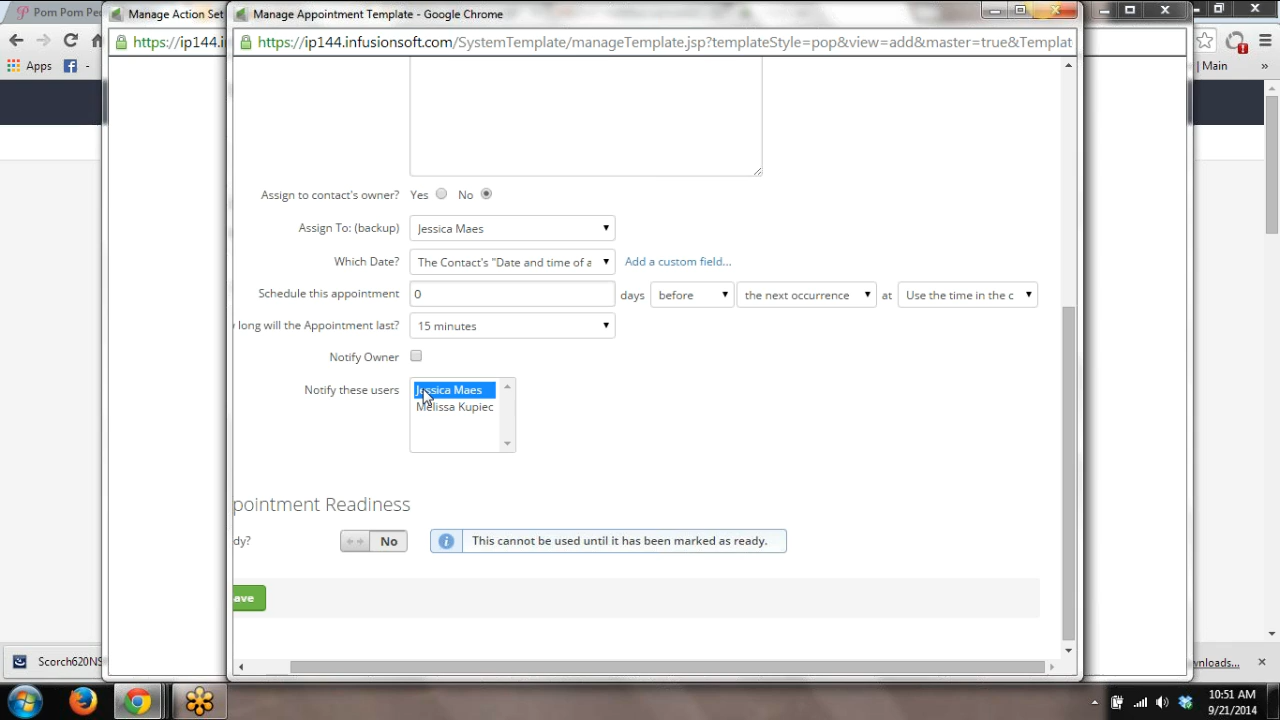 Pom Pom Pe
Manage Action Set
Manage Appointment Template - Google Chrome
https://ip144.i
https://ip144.infusionsoft.com/SystemTemplate/manageTemplate.jsp?templateStyle=pop&view=add&master=true&Templat
Apps
Main
»
Assign to contact's owner? Yes No
Assign To: (backup) Jessica Maes
Which Date? The Contact's "Date and time of a Add a custom field...
Schedule this appointment 0 days before the next occurrence at Use the time in the c
long will the Appointment last? 15 minutes
Notify Owner
Notify these users Jessica Maes
Melissa Kupiec
pointment Readiness
dy? No This cannot be used until it has been marked as ready.
ave
Scorch620NS
wnloads...
10:51 AM
9/21/2014